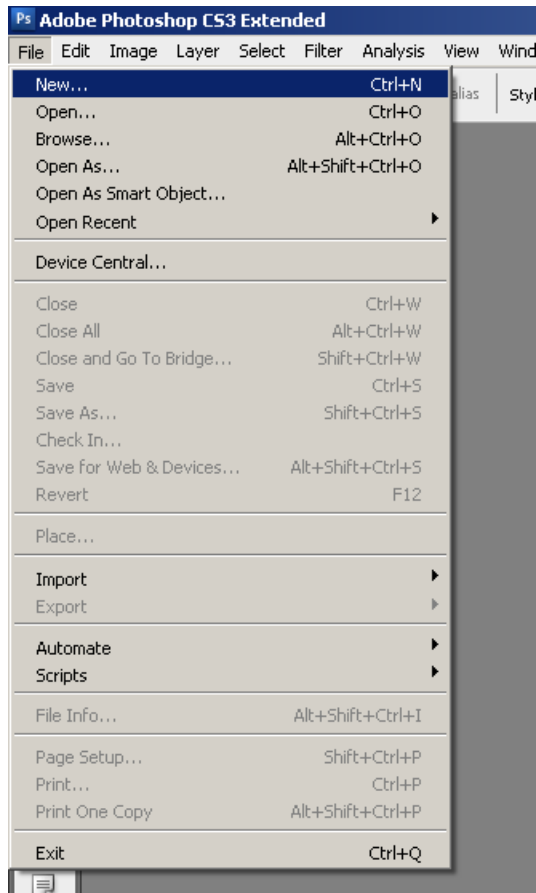 Ps Adobe Photoshop CS3 Extended
File Edit Image Layer Select Filter Analysis View Wind
New... Ctrl+N
alias Styl
Open... Ctrl+O
Browse... Alt+Ctrl+O
Open As... Alt+Shift+Ctrl+O
Open As Smart Object...
Open Recent
Device Central...
Close Ctrl+W
Close All Alt+Ctrl+W
Close and Go To Bridge... Shift+Ctrl+W
Save Ctrl+S
Save As... Shift+Ctrl+S
Check In...
Save for Web & Devices... Alt+Shift+Ctrl+S
Revert F12
Place...
Import
Export
Automate
Scripts
File Info... Alt+Shift+Ctrl+I
Page Setup... Shift+Ctrl+P
Print... Ctrl+P
Print One Copy Alt+Shift+Ctrl+P
Exit Ctrl+Q